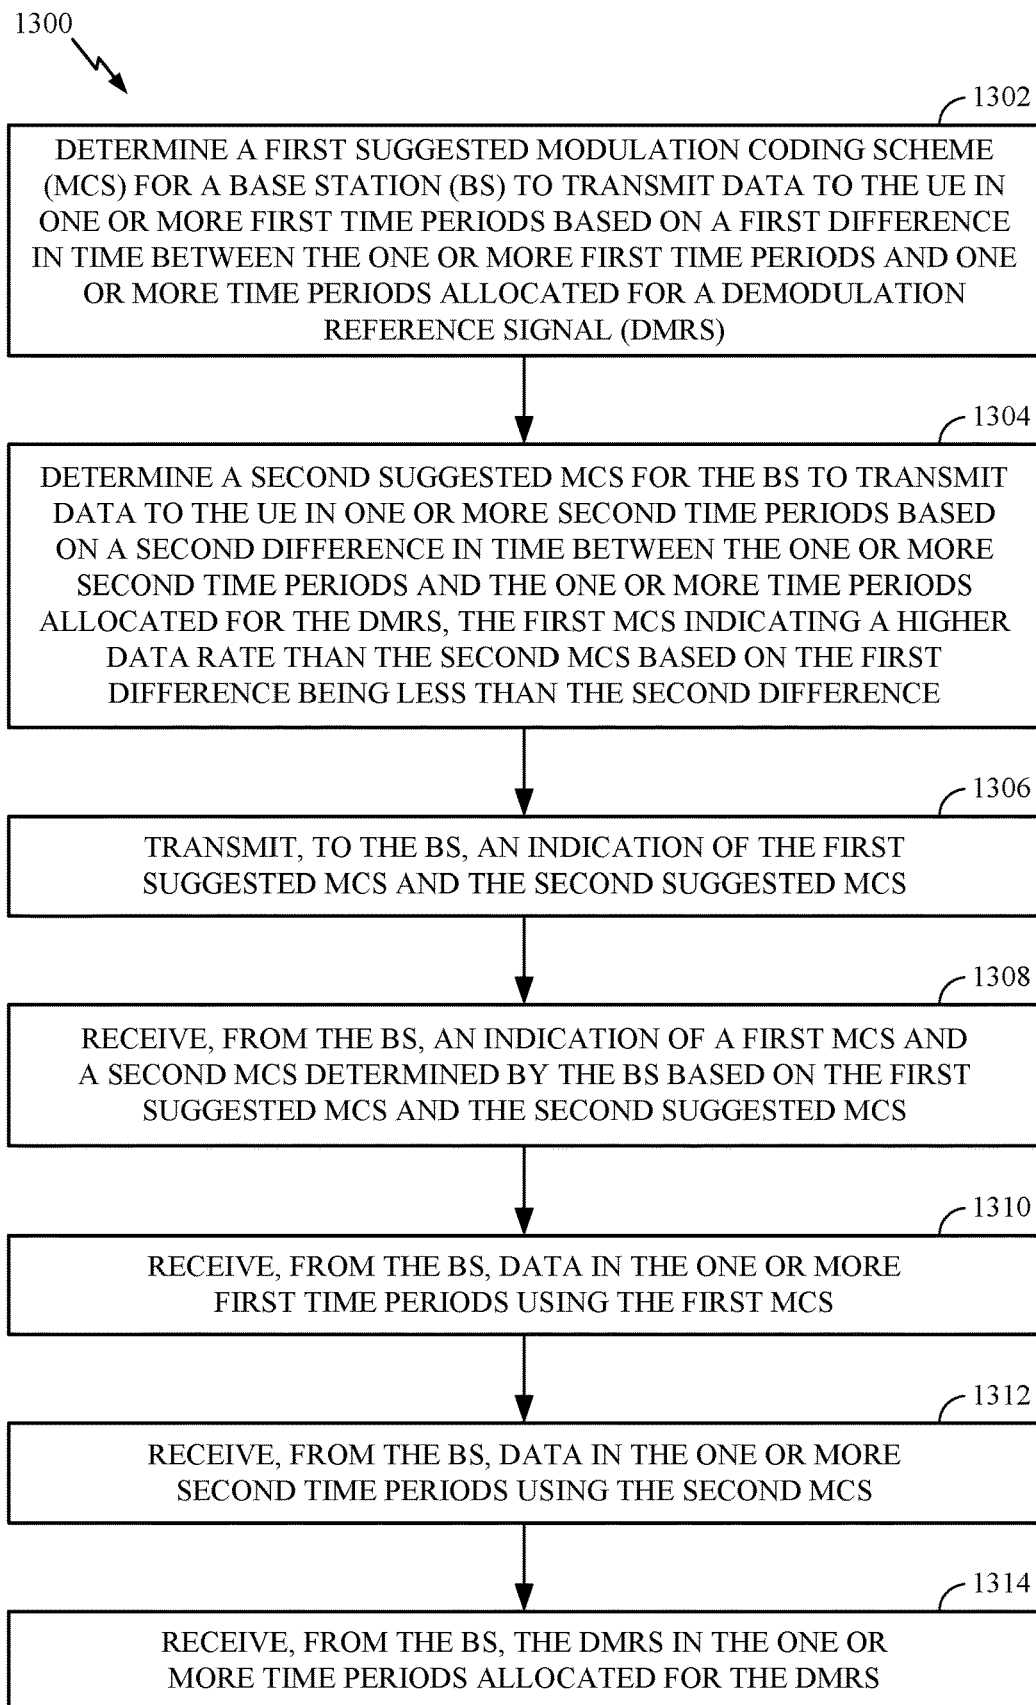 1300
1302
DETERMINE A FIRST SUGGESTED MODULATION CODING SCHEME
(MCS) FOR A BASE STATION (BS) TO TRANSMIT DATA TO THE UE IN
ONE OR MORE FIRST TIME PERIODS BASED ON A FIRST DIFFERENCE
IN TIME BETWEEN THE ONE OR MORE FIRST TIME PERIODS AND ONE
OR MORE TIME PERIODS ALLOCATED FOR A DEMODULATION
REFERENCE SIGNAL (DMRS)
1304
DETERMINE A SECOND SUGGESTED MCS FOR THE BS TO TRANSMIT
DATA TO THE UE IN ONE OR MORE SECOND TIME PERIODS BASED
ON A SECOND DIFFERENCE IN TIME BETWEEN THE ONE OR MORE
SECOND TIME PERIODS AND THE ONE OR MORE TIME PERIODS
ALLOCATED FOR THE DMRS, THE FIRST MCS INDICATING A HIGHER
DATA RATE THAN THE SECOND MCS BASED ON THE FIRST
DIFFERENCE BEING LESS THAN THE SECOND DIFFERENCE
1306
TRANSMIT, TO THE BS, AN INDICATION OF THE FIRST
SUGGESTED MCS AND THE SECOND SUGGESTED MCS
1308
RECEIVE, FROM THE BS, AN INDICATION OF A FIRST MCS AND
A SECOND MCS DETERMINED BY THE BS BASED ON THE FIRST
SUGGESTED MCS AND THE SECOND SUGGESTED MCS
1310
RECEIVE, FROM THE BS, DATA IN THE ONE OR MORE
FIRST TIME PERIODS USING THE FIRST MCS
1312
RECEIVE, FROM THE BS, DATA IN THE ONE OR MORE
SECOND TIME PERIODS USING THE SECOND MCS
1314
RECEIVE, FROM THE BS, THE DMRS IN THE ONE OR
MORE TIME PERIODS ALLOCATED FOR THE DMRS